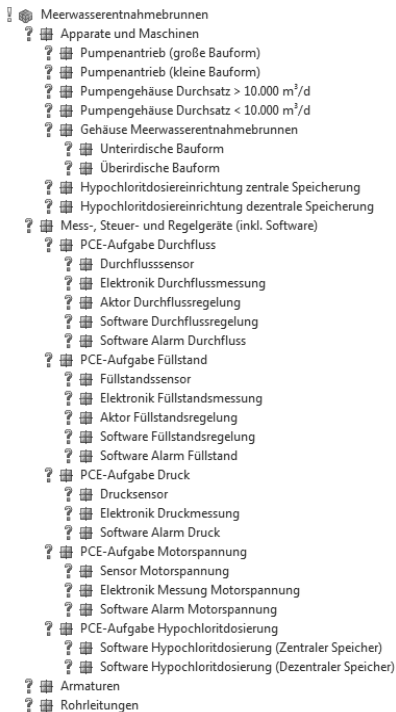 Meerwasserentnahmebrunnen
Apparate und Maschinen
Pumpenantrieb (große Bauform)
Pumpenantrieb (kleine Bauform)
Pumpengehäuse Durchsatz > 10.000 m³/d
Pumpengehäuse Durchsatz < 10.000 m³/d
Gehäuse Meerwasserentnahmebrunnen
Unterirdische Bauform
Überirdische Bauform
Hypochloritdosiereinrichtung zentrale Speicherung
Hypochloritdosiereinrichtung dezentrale Speicherung
Mess-, Steuer- und Regelgeräte (inkl. Software)
PCE-Aufgabe Durchfluss
Durchflusssensor
Elektronik Durchflussmessung
Aktor Durchflussregelung
Software Durchflussregelung
Software Alarm Durchfluss
PCE-Aufgabe Füllstand
Füllstandssensor
Elektronik Füllstandsmessung
Aktor Füllstandsregelung
Software Füllstandsregelung
Software Alarm Füllstand
PCE-Aufgabe Druck
Drucksensor
Elektronik Druckmessung
Software Alarm Druck
PCE-Aufgabe Motorspannung
Sensor Motorspannung
Elektronik Messung Motorspannung
Software Alarm Motorspannung
PCE-Aufgabe Hypochloritdosierung
Software Hypochloritdosierung (Zentraler Speicher)
Software Hypochloritdosierung (Dezentraler Speicher)
Armaturen
Rohrleitungen